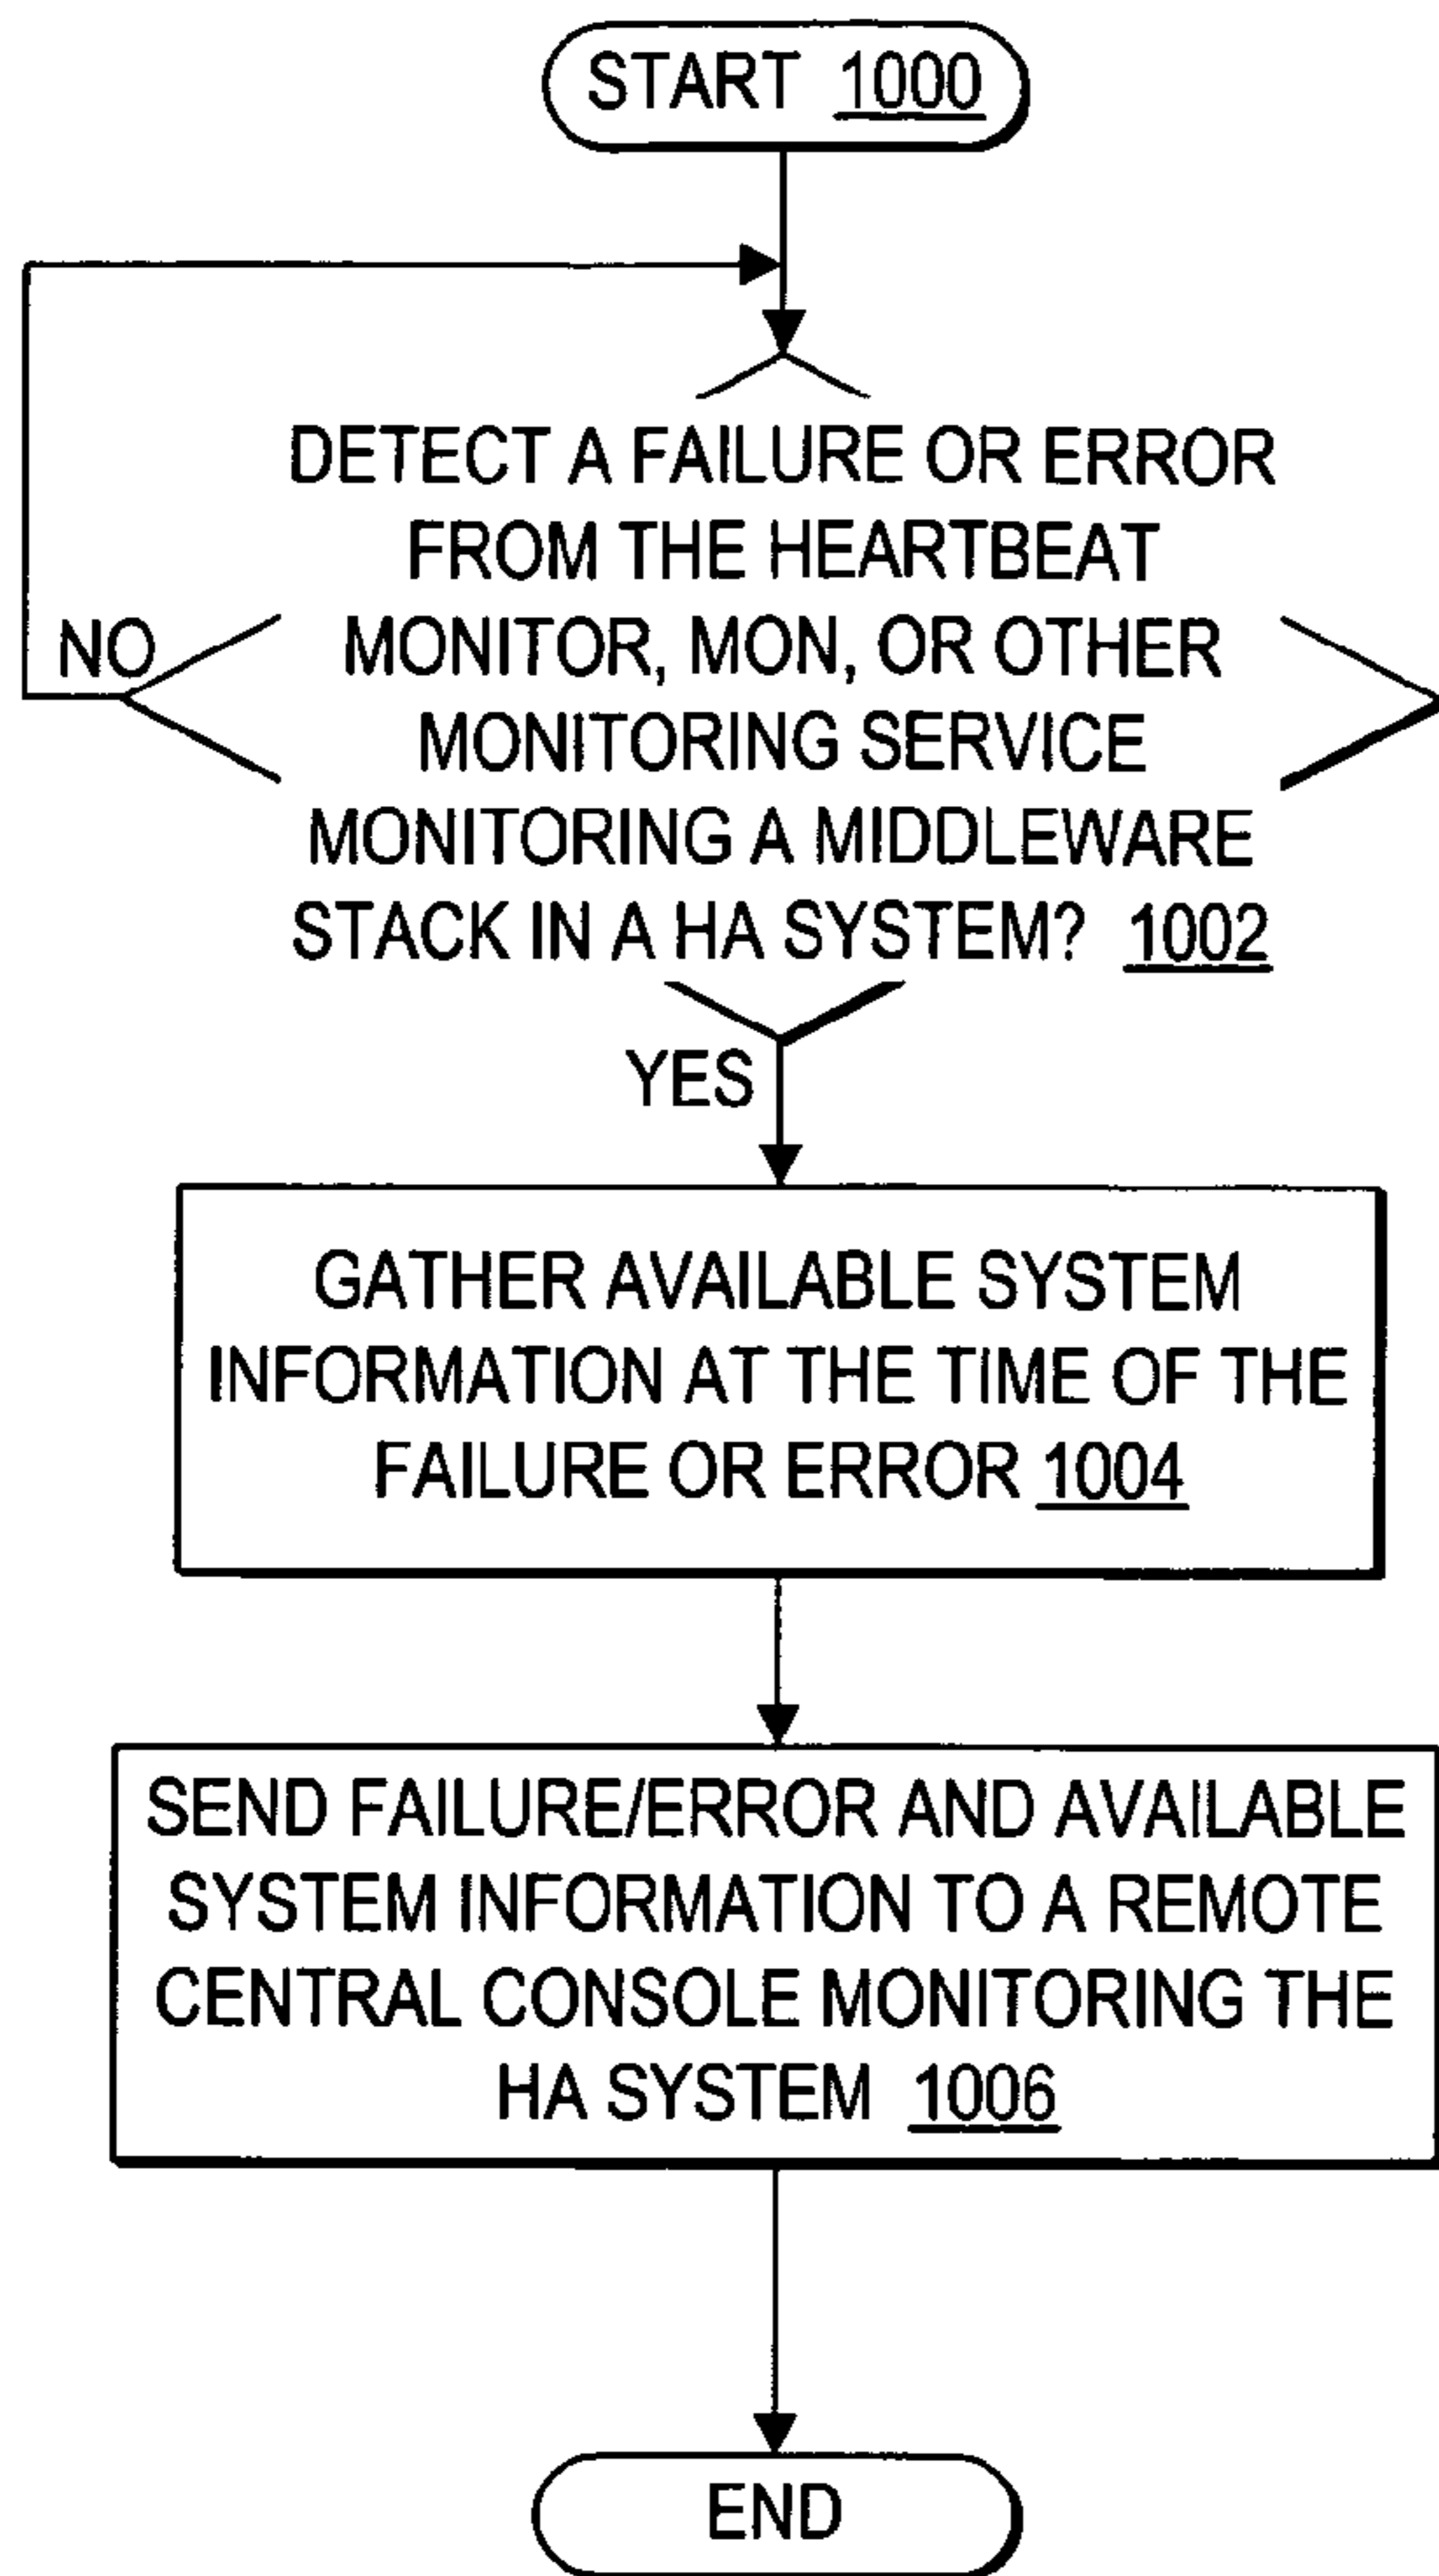 START 1000
DETECT A FAILURE OR ERROR
FROM THE HEARTBEAT
NO
MONITOR, MON, OR OTHER
MONITORING SERVICE
MONITORING A MIDDLEWARE
STACK IN A HA SYSTEM? 1002
YES
GATHER AVAILABLE SYSTEM
INFORMATION AT THE TIME OF THE
FAILURE OR ERROR 1004
SEND FAILURE/ERROR AND AVAILABLE
SYSTEM INFORMATION TO A REMOTE
CENTRAL CONSOLE MONITORING THE
HA SYSTEM 1006
END